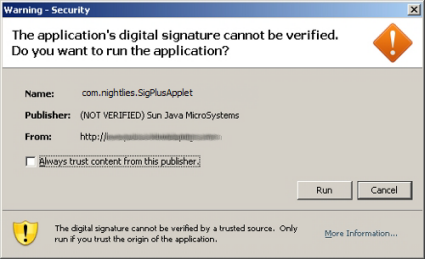 Warning - Security
The application's digital signature cannot be verified.
Do you want to run the application?
Name: com.nightlies.SigPlusApplet
Publisher: (NOT VERIFIED) Sun Java MicroSystems
From: http://
Always trust content from this publisher.
Run Cancel
The digital signature cannot be verified by a trusted source. Only
run if you trust the origin of the application.
More Information...